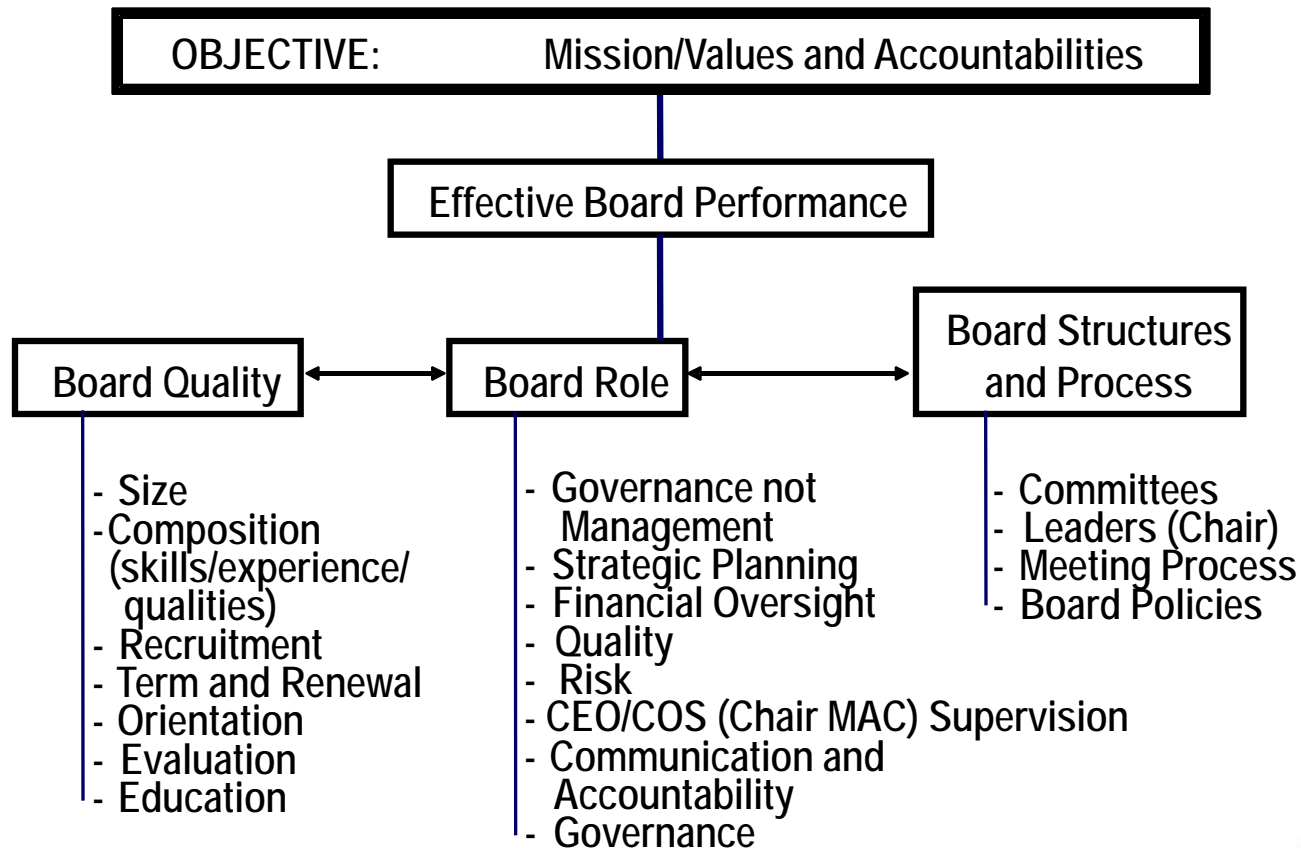 OBJECTIVE: Mission/Values and Accountabilities
Effective Board Performance
Board Quality
Board Role
Board Structures
and Process
- Size
-Composition
(skills/experience/
qualities)
- Recruitment
- Term and Renewal
- Orientation
- Evaluation
- Education
- Governance not
Management
- Strategic Planning
- Financial Oversight
- Quality
- Risk
- CEO/COS (Chair MAC) Supervision
- Communication and
Accountability
- Governance
- Committees
- Leaders (Chair)
- Meeting Process
- Board Policies